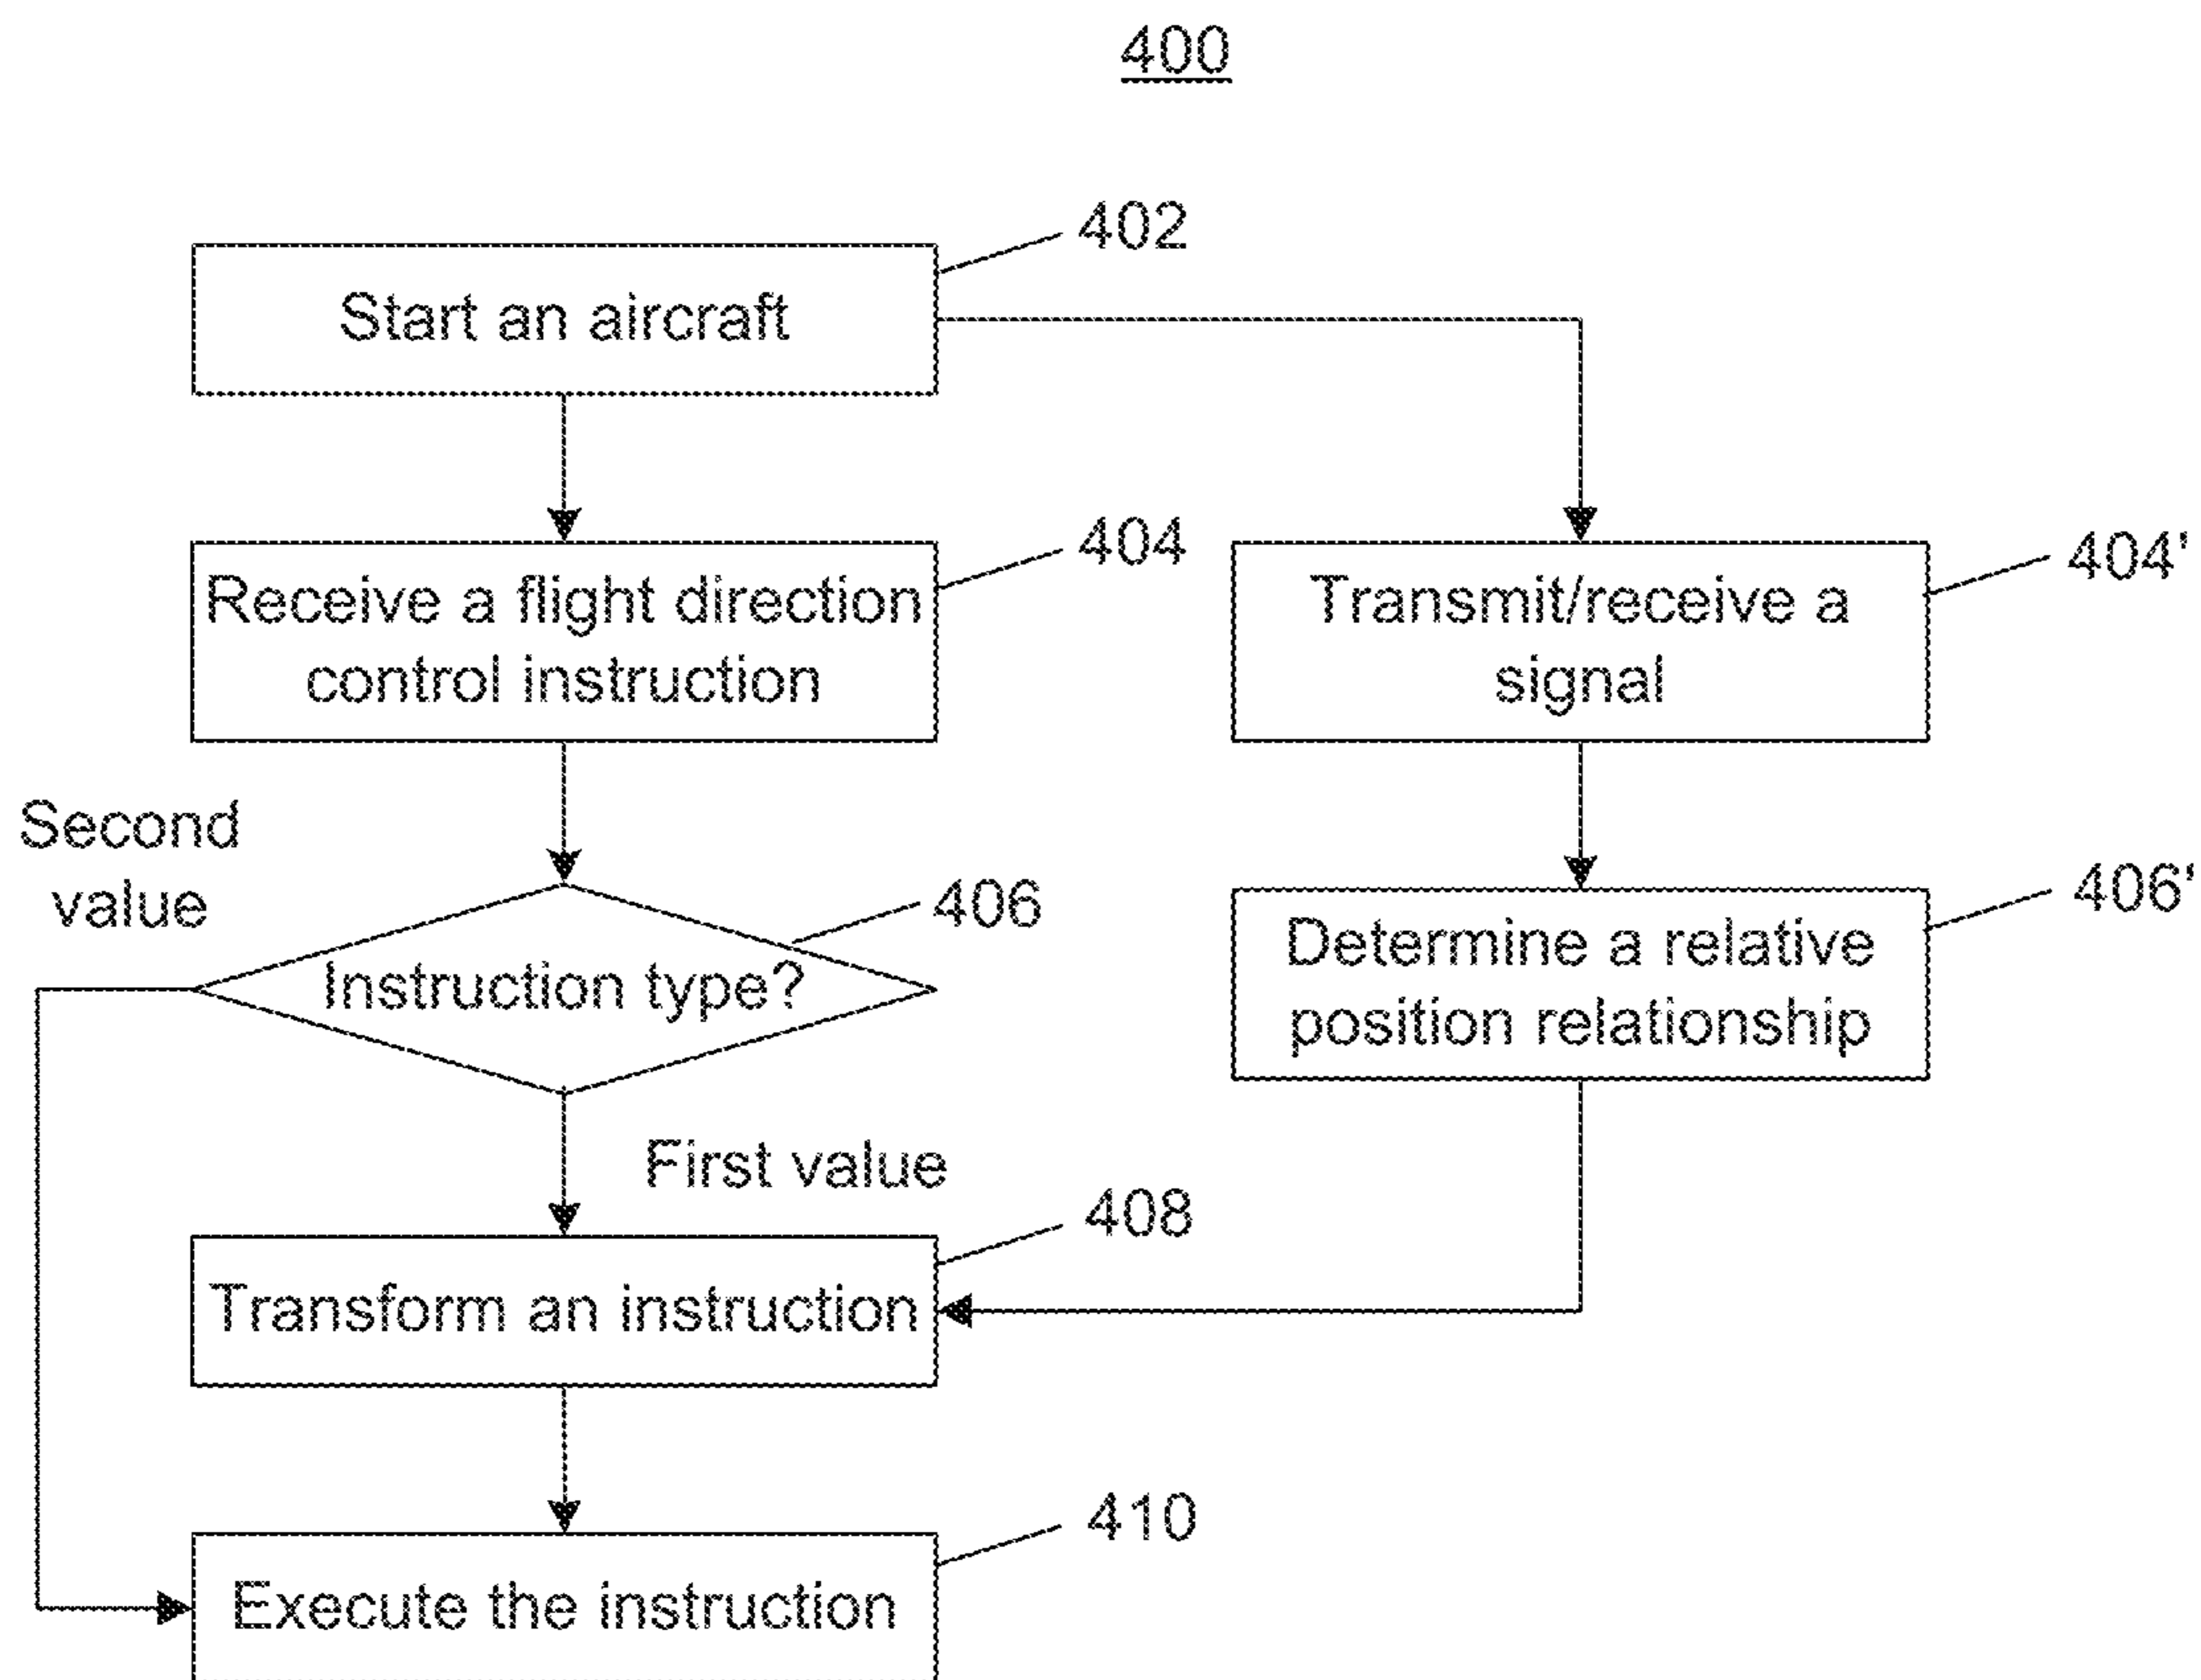 400
402
Start an aircraft
404
Receive a flight direction
control instruction
404'
Transmit/receive a
signal
Second
value
406
Instruction type?
406'
Determine a relative
position relationship
First value
408
Transform an instruction
410
Execute the instruction